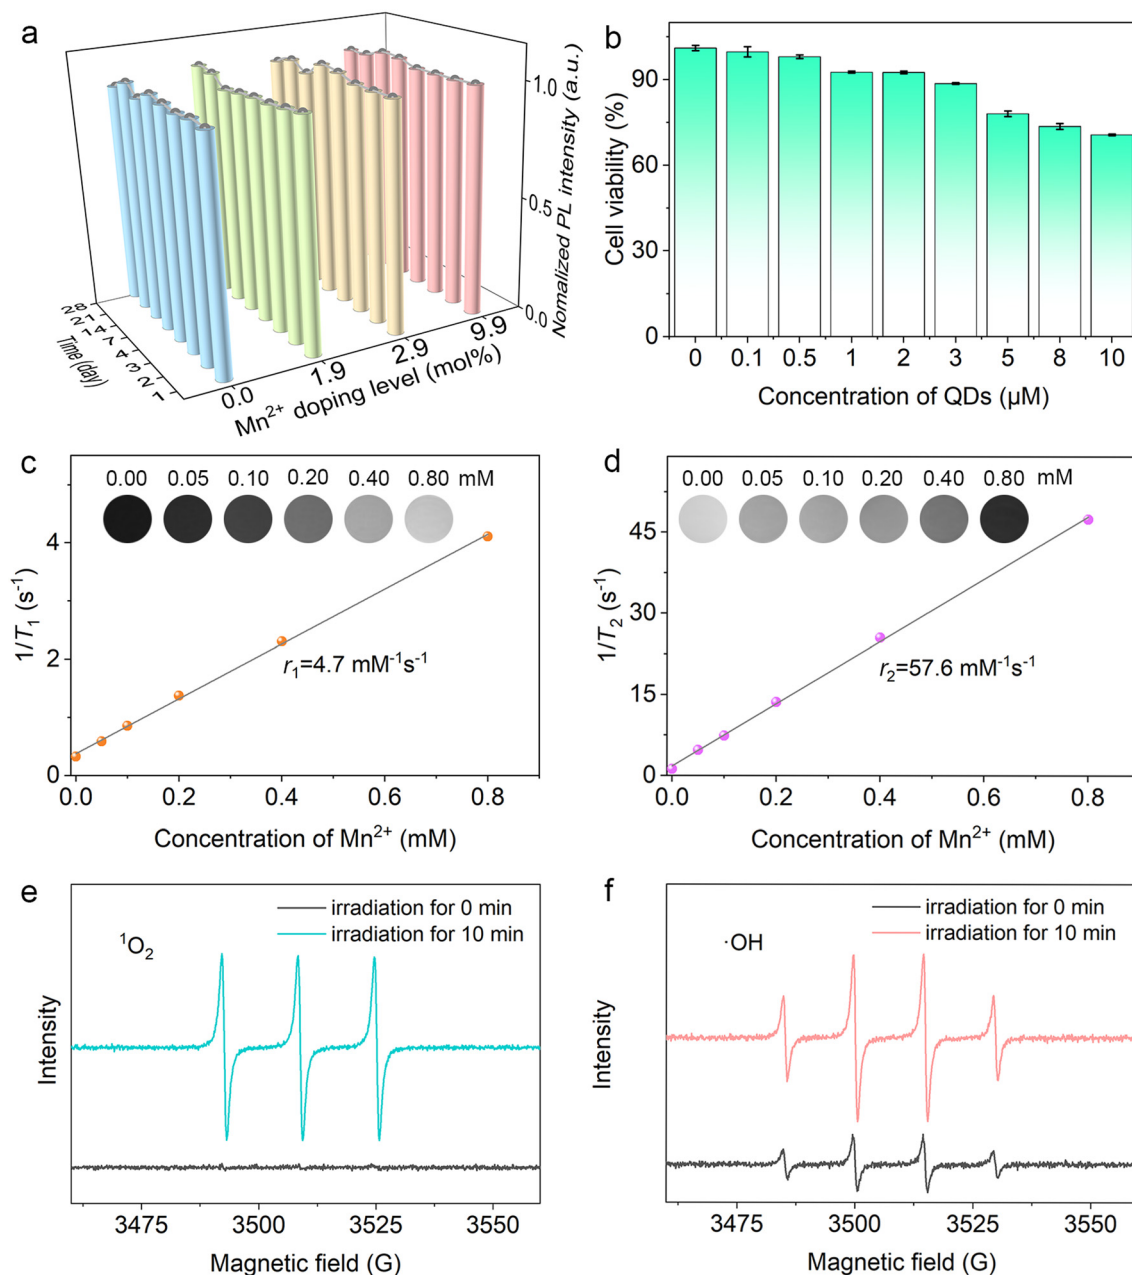 a
Nomalized PL intensity (a.u.)
1.0
0.5
0.0
Time (day)
28
21
14
7
4
3
2
1
0.0
1.9
2.9
9.9
Mn²⁺ doping level (mol%)
b
Cell viability (%)
90
60
30
0
0 0.1 0.5 1 2 3 5 8 10
Concentration of QDs (µM)
c
0.00 0.05 0.10 0.20 0.40 0.80 mM
1/T₁ (s⁻¹)
4
2
0
r₁=4.7 mM⁻¹s⁻¹
0.0 0.2 0.4 0.6 0.8
Concentration of Mn²⁺ (mM)
d
0.00 0.05 0.10 0.20 0.40 0.80 mM
1/T₂ (s⁻¹)
45
30
15
0
r₂=57.6 mM⁻¹s⁻¹
0.0 0.2 0.4 0.6 0.8
Concentration of Mn²⁺ (mM)
e
irradiation for 0 min
irradiation for 10 min
¹O₂
Intensity
3475 3500 3525 3550
Magnetic field (G)
f
irradiation for 0 min
irradiation for 10 min
·OH
Intensity
3475 3500 3525 3550
Magnetic field (G)